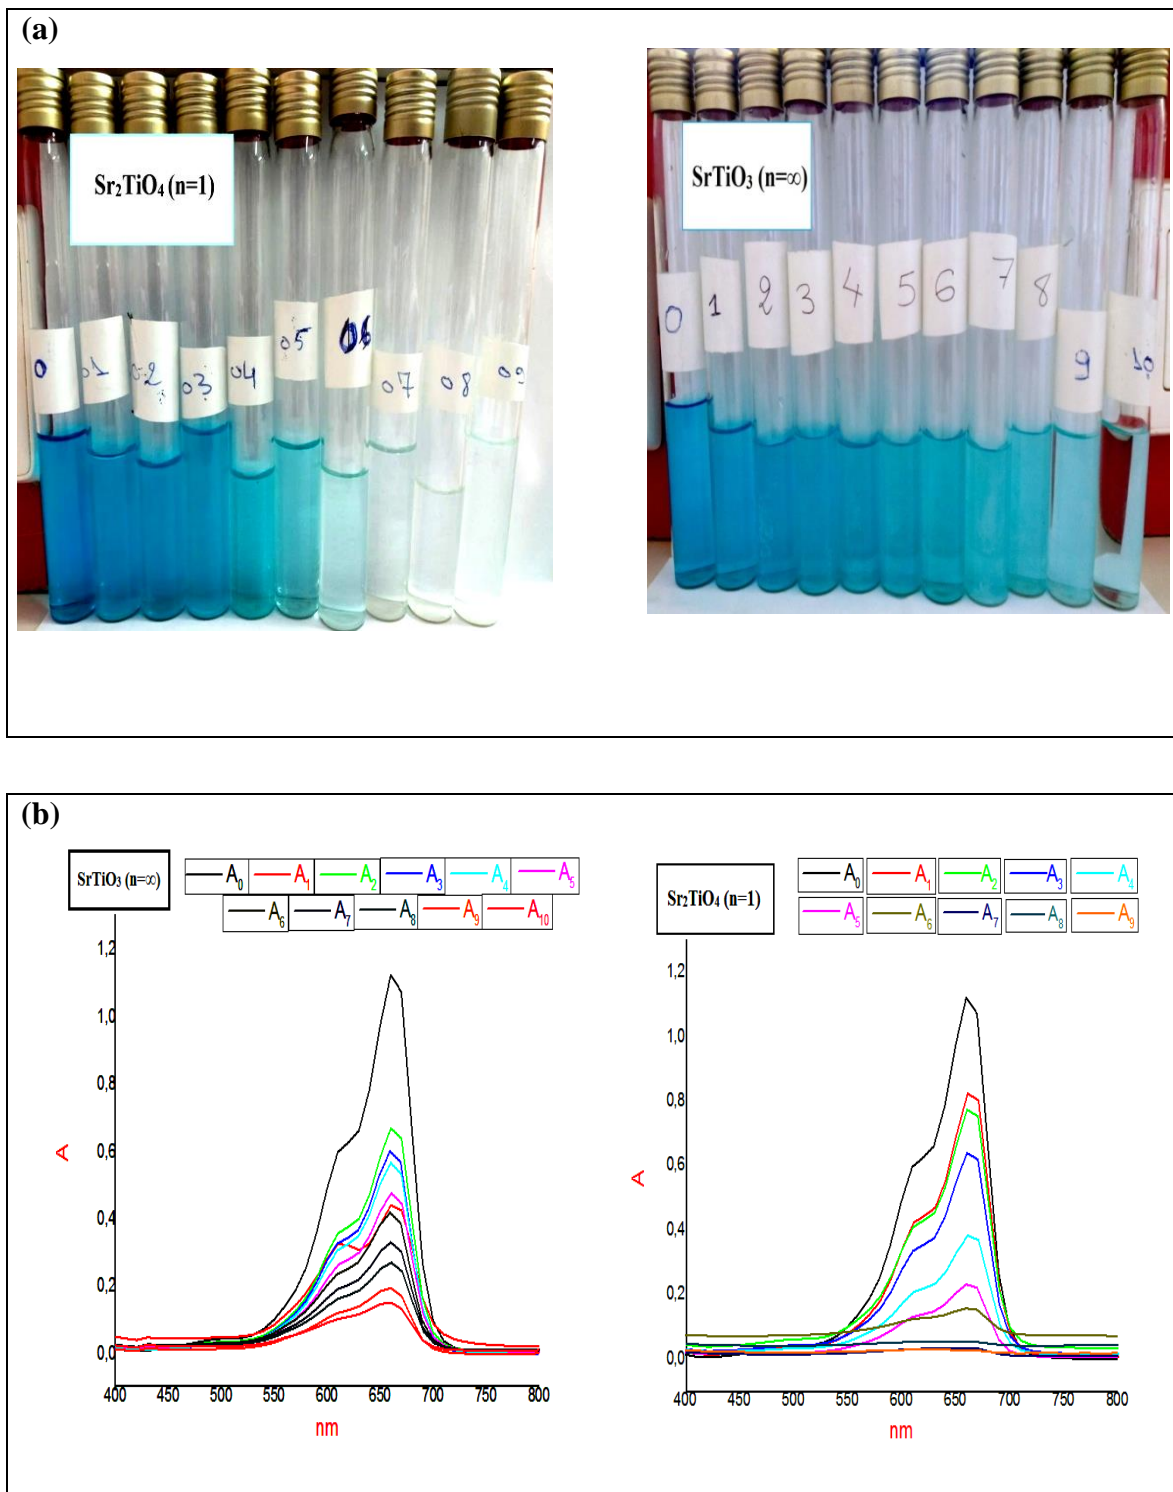 (a)
Sr₂TiO₄ (n=1)
SrTiO₃ (n=∞)
0 01 02 03 04 05 06 07 08 09
0 1 2 3 4 5 6 7 8 9 10
(b)
SrTiO₃ (n=∞)
A₀ A₁ A₂ A₃ A₄ A₅
A₆ A₇ A₈ A₉ A₁₀
1,2
1,0
0,8
0,6
0,4
0,2
0,0
A
400 450 500 550 600 650 700 750 800
nm
Sr₂TiO₄ (n=1)
A₀ A₁ A₂ A₃ A₄
A₅ A₆ A₇ A₈ A₉
1,2
1,0
0,8
0,6
0,4
0,2
0,0
A
400 450 500 550 600 650 700 750 800
nm